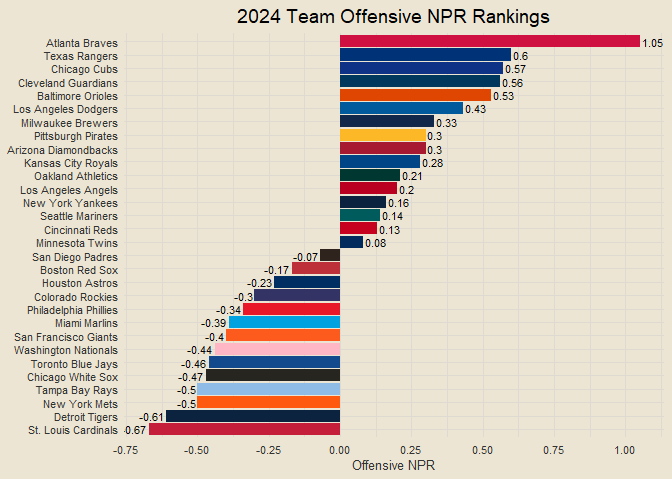 2024 Team Offensive NPR Rankings
Atlanta Braves 1.05
Texas Rangers 0.6
Chicago Cubs 0.57
Cleveland Guardians 0.56
Baltimore Orioles 0.53
Los Angeles Dodgers 0.43
Milwaukee Brewers 0.33
Pittsburgh Pirates 0.3
Arizona Diamondbacks 0.3
Kansas City Royals 0.28
Oakland Athletics 0.21
Los Angeles Angels 0.2
New York Yankees 0.16
Seattle Mariners 0.14
Cincinnati Reds 0.13
Minnesota Twins 0.08
San Diego Padres -0.07
Boston Red Sox -0.17
Houston Astros -0.23
Colorado Rockies -0.3
Philadelphia Phillies -0.34
Miami Marlins -0.39
San Francisco Giants -0.4
Washington Nationals -0.44
Toronto Blue Jays -0.46
Chicago White Sox -0.47
Tampa Bay Rays -0.5
New York Mets -0.5
Detroit Tigers -0.61
St. Louis Cardinals -0.67
-0.75 -0.50 -0.25 0.00 0.25 0.50 0.75 1.00
Offensive NPR